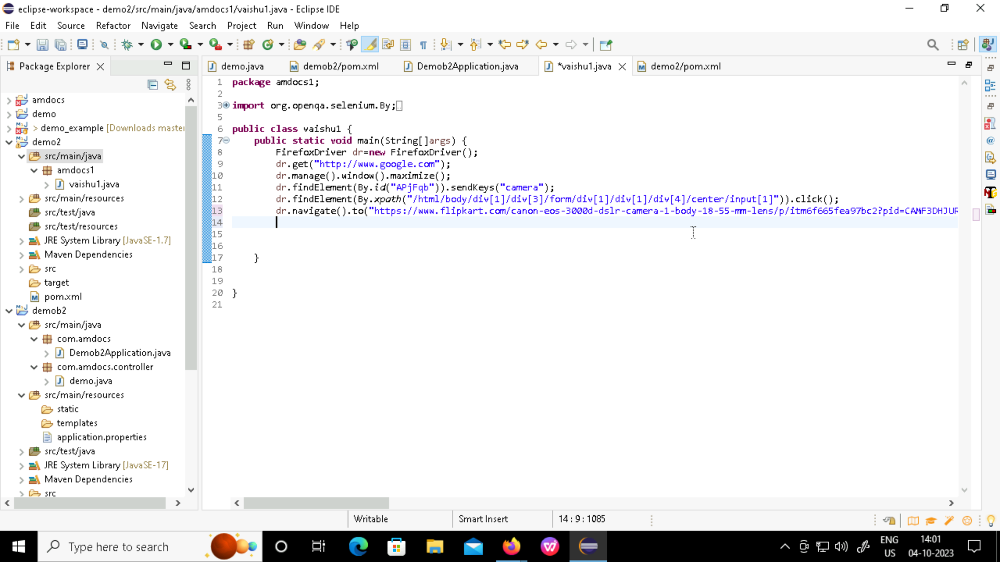 eclipse-workspace - demo2/src/main/java/amdocs1/vaishu1.java - Eclipse IDE
File Edit Source Refactor Navigate Search Project Run Window Help
Package Explorer
demo.java
demob2/pom.xml
Demob2Application.java
*vaishu1.java
demo2/pom.xml
amdocs
demo
> demo_example [Downloads master
demo2
src/main/java
amdocs1
vaishu1.java
src/main/resources
src/test/java
src/test/resources
JRE System Library [JavaSE-1.7]
Maven Dependencies
src
target
pom.xml
demob2
src/main/java
com.amdocs
Demob2Application.java
com.amdocs.controller
demo.java
src/main/resources
static
templates
application.properties
src/test/java
JRE System Library [JavaSE-17]
Maven Dependencies
src
1 package amdocs1;
2
3 import org.openqa.selenium.By;
5
6 public class vaishu1 {
7 public static void main(String[]args) {
8 FirefoxDriver dr=new FirefoxDriver();
9 dr.get("http://www.google.com");
10 dr.manage().window().maximize();
11 dr.findElement(By.id("APjFqb")).sendKeys("camera");
12 dr.findElement(By.xpath("/html/body/div[1]/div[3]/form/div[1]/div[1]/div[4]/center/input[1]")).click();
13 dr.navigate().to("https://www.flipkart.com/canon-eos-3000d-dslr-camera-1-body-18-55-mm-lens/p/itm6f665fea97bc2?pid=CAMF3DHJUR
14
15
16
17 }
18
19
20 }
21
Writable
Smart Insert
14 : 9 : 1085
Type here to search
ENG
US
14:01
04-10-2023